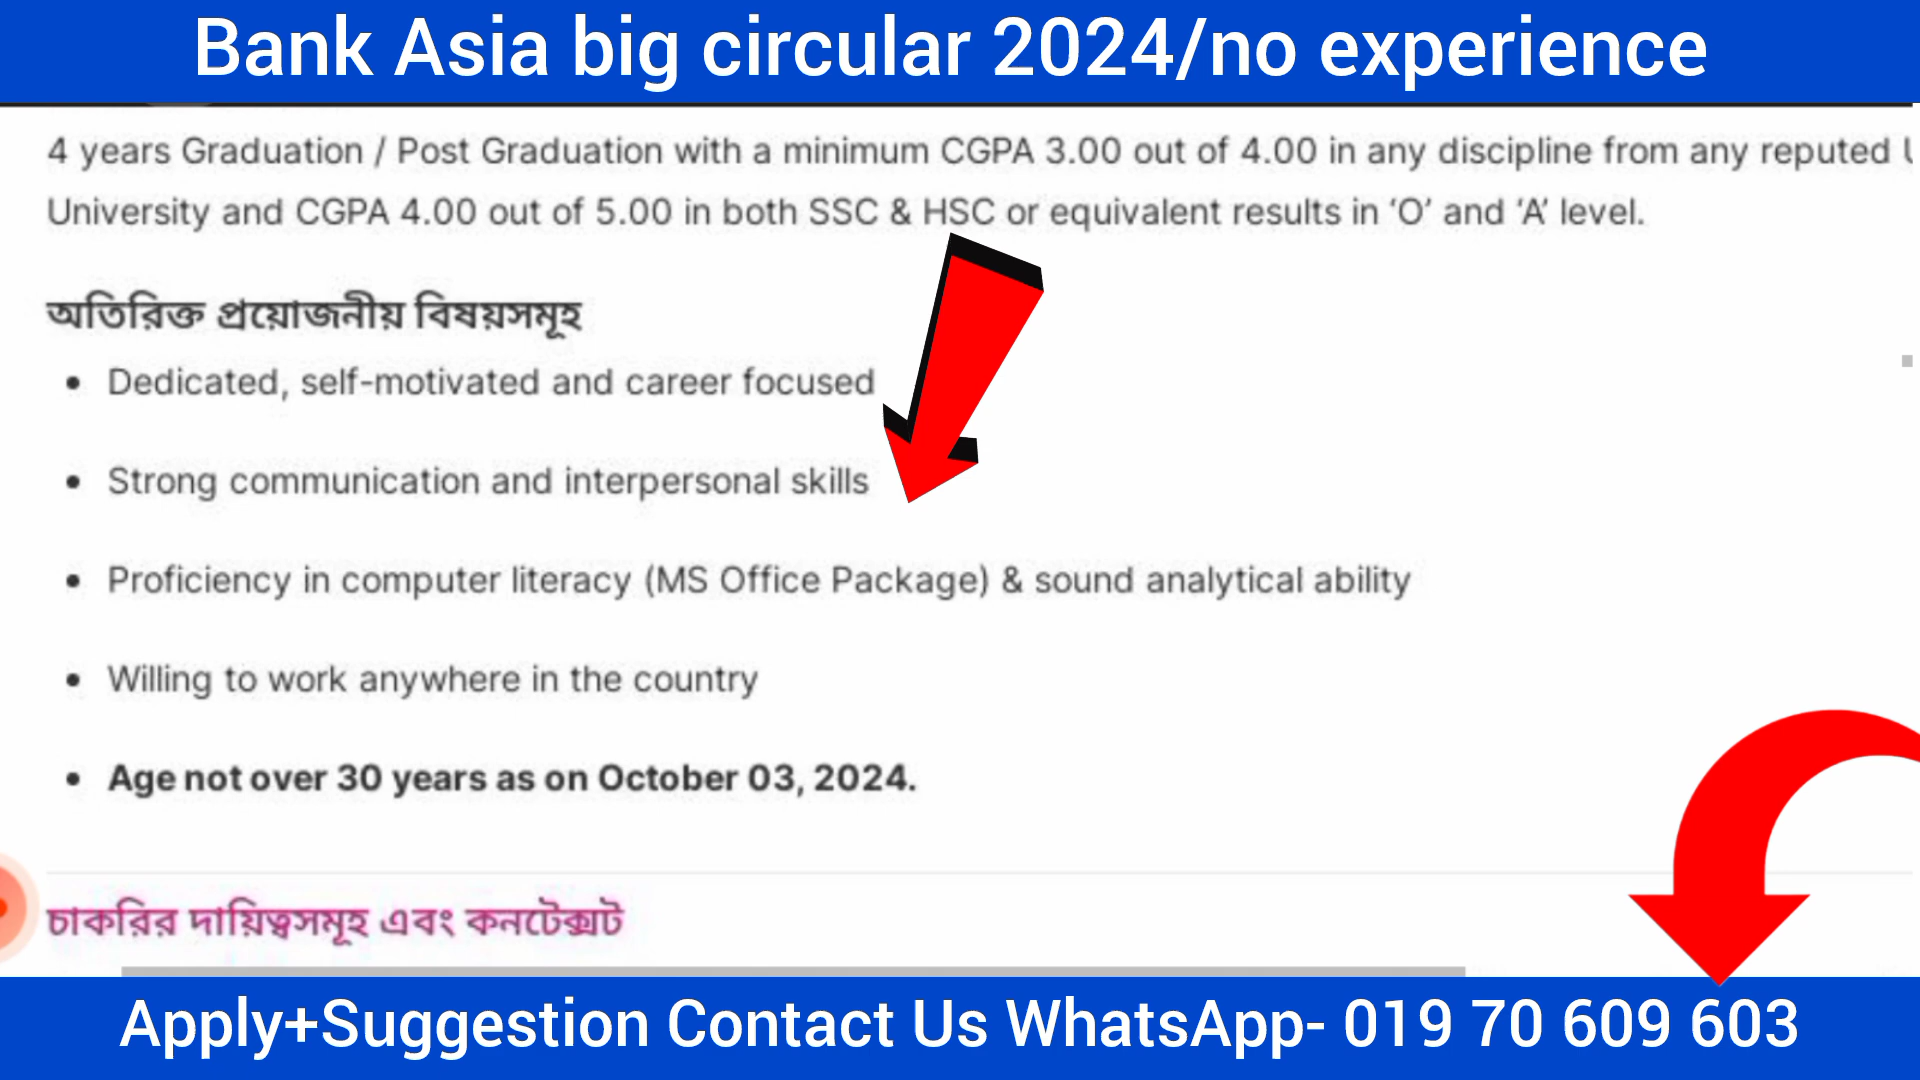 Bank Asia big circular 2024/no experience
4 years Graduation / Post Graduation with a minimum CGPA 3.00 out of 4.00 in any discipline from any reputed
University and CGPA 4.00 out of 5.00 in both SSC & HSC or equivalent results in ‘O’ and ‘A’ level.
অতিরিক্ত প্রয়োজনীয় বিষয়সমূহ
• Dedicated, self-motivated and career focused
• Strong communication and interpersonal skills
• Proficiency in computer literacy (MS Office Package) & sound analytical ability
• Willing to work anywhere in the country
• Age not over 30 years as on October 03, 2024.
চাকরির দায়িত্বসমূহ এবং কনটেক্সট
Apply+Suggestion Contact Us WhatsApp- 019 70 609 603